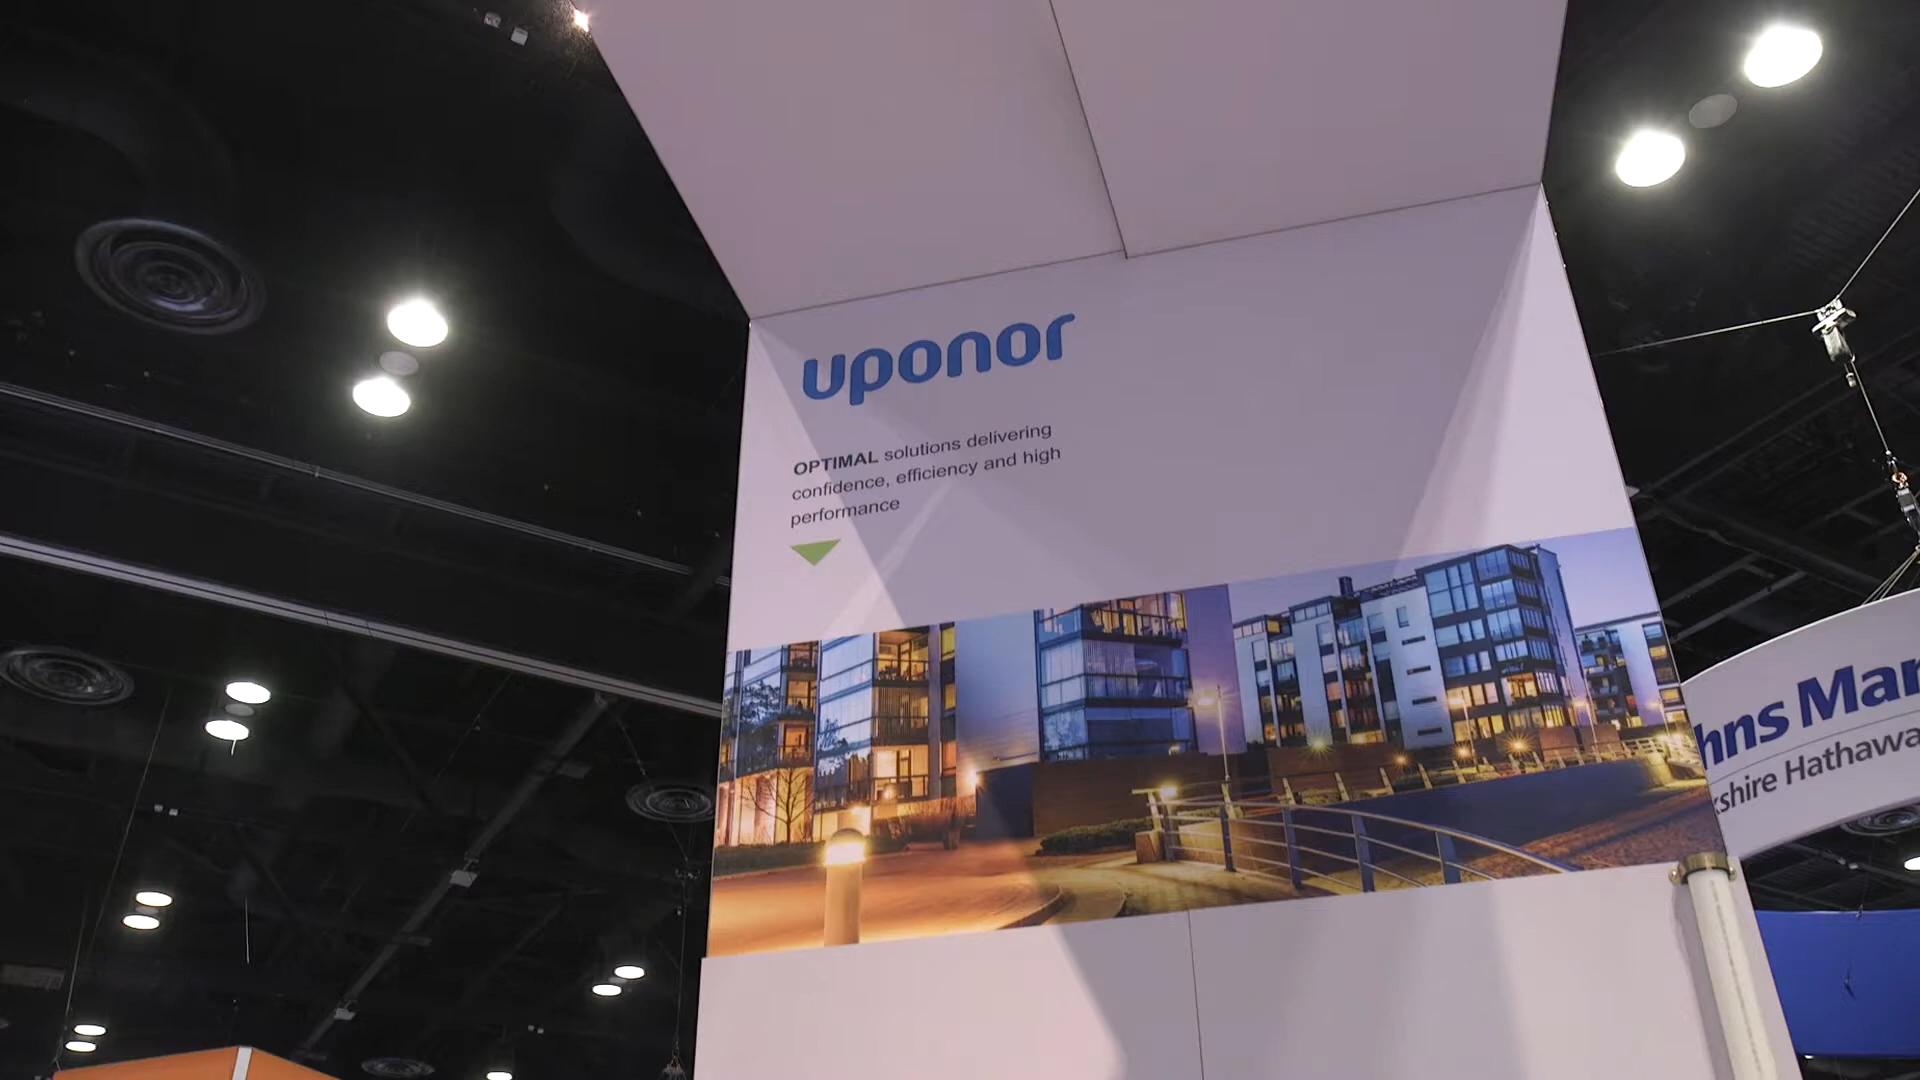 uponor
OPTIMAL solutions delivering
confidence, efficiency and high
performance
hns Mar
kshire Hathawa